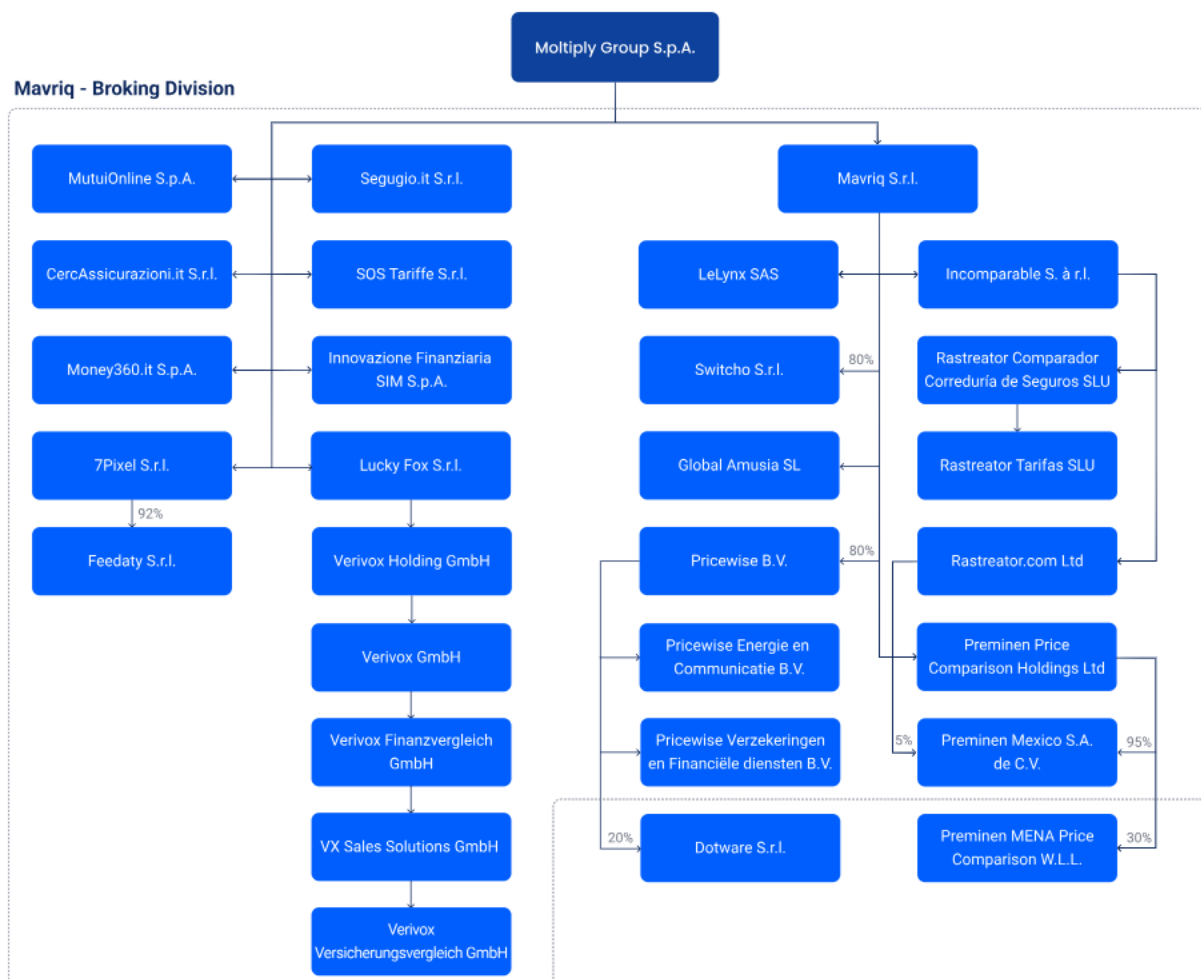 Moltiply Group S.p.A.
Mavriq - Broking Division
MutuiOnline S.p.A.
Segugio.it S.r.l.
Mavriq S.r.l.
CercAssicurazioni.it S.r.l.
SOS Tariffe S.r.l.
LeLynx SAS
Incomparable S. à r.l.
Money360.it S.p.A.
Innovazione Finanziaria
SIM S.p.A.
Switcho S.r.l.
80%
Rastreator Comparador
Correduría de Seguros SLU
7Pixel S.r.l.
Lucky Fox S.r.l.
Global Amusia SL
Rastreator Tarifas SLU
92%
Feedaty S.r.l.
Verivox Holding GmbH
Pricewise B.V.
80%
Rastreator.com Ltd
Verivox GmbH
Pricewise Energie en
Communicatie B.V.
Preminen Price
Comparison Holdings Ltd
Verivox Finanzvergleich
GmbH
Pricewise Verzekeringen
en Financiële diensten B.V.
5%
Preminen Mexico S.A.
de C.V.
95%
VX Sales Solutions GmbH
20%
Dotware S.r.l.
Preminen MENA Price
Comparison W.L.L.
30%
Verivox
Versicherungsvergleich GmbH